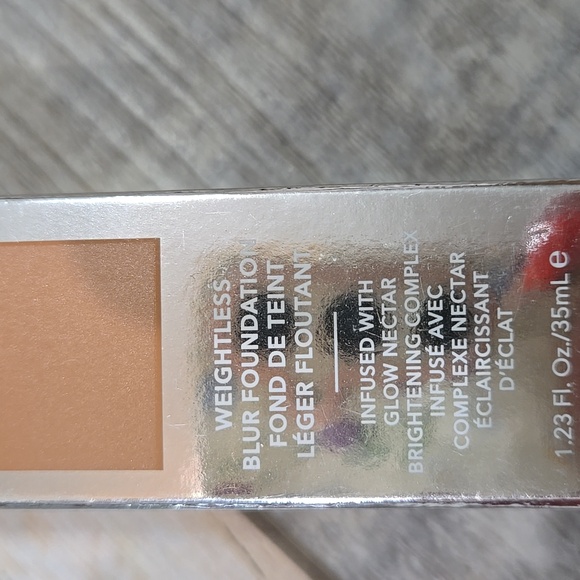 WEIGHTLESS
BLUR FOUNDATION
FOND DE TEINT
LÉGER FLOUTANT
INFUSED WITH
GLOW NECTAR
BRIGHTENING COMPLEX
INFUSÉ AVEC
COMPLEXE NECTAR
ÉCLAIRCISSANT
D'ÉCLAT
1.23 Fl. Oz./35mL ℮